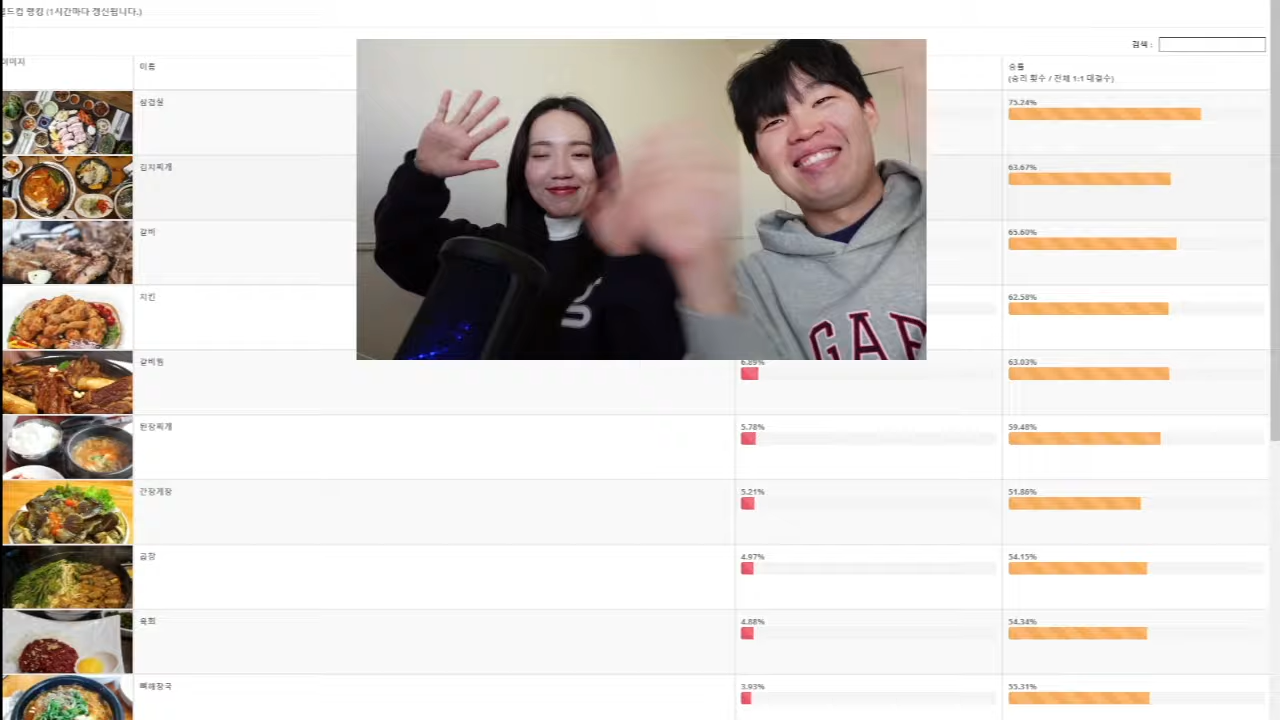 드컵 랭킹 (1시간마다 갱신됩니다.)
검색 :
이미지
이름
승률
(승리 횟수 / 전체 1:1 대결수)
삼겹살
75.24%
김치찌개
63.67%
갈비
65.60%
치킨
62.58%
갈비찜
6.89%
63.03%
된장찌개
5.78%
59.48%
간장게장
5.21%
51.86%
곱창
4.97%
54.15%
육회
4.88%
54.34%
뼈해장국
3.93%
55.31%
GAP